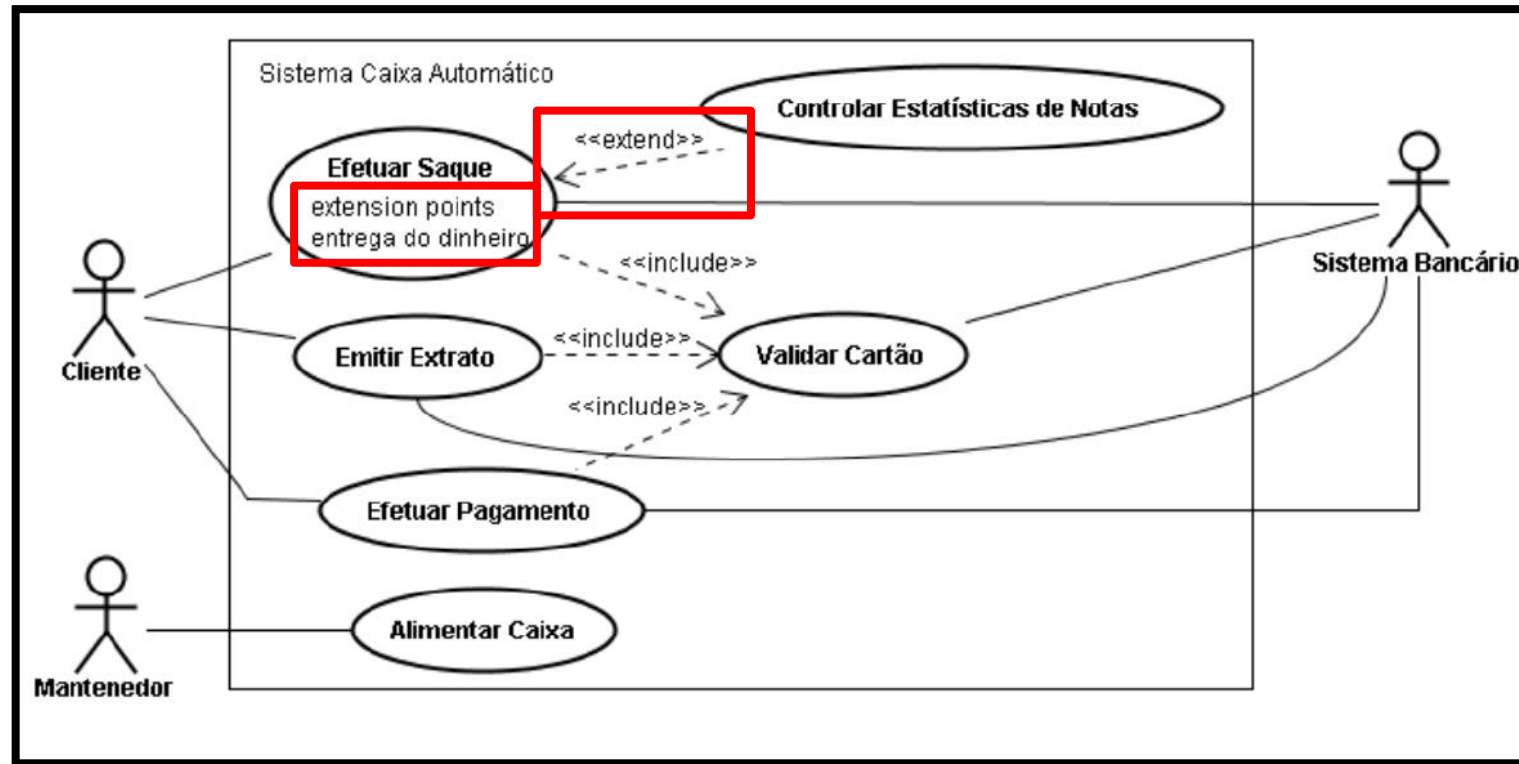 Sistema Caixa Automático
Controlar Estatísticas de Notas
<<extend>>
Efetuar Saque
extension points
entrega do dinheiro
<<include>>
Sistema Bancário
<<include>>
Emitir Extrato
Validar Cartão
Cliente
<<include>>
Efetuar Pagamento
Alimentar Caixa
Mantenedor